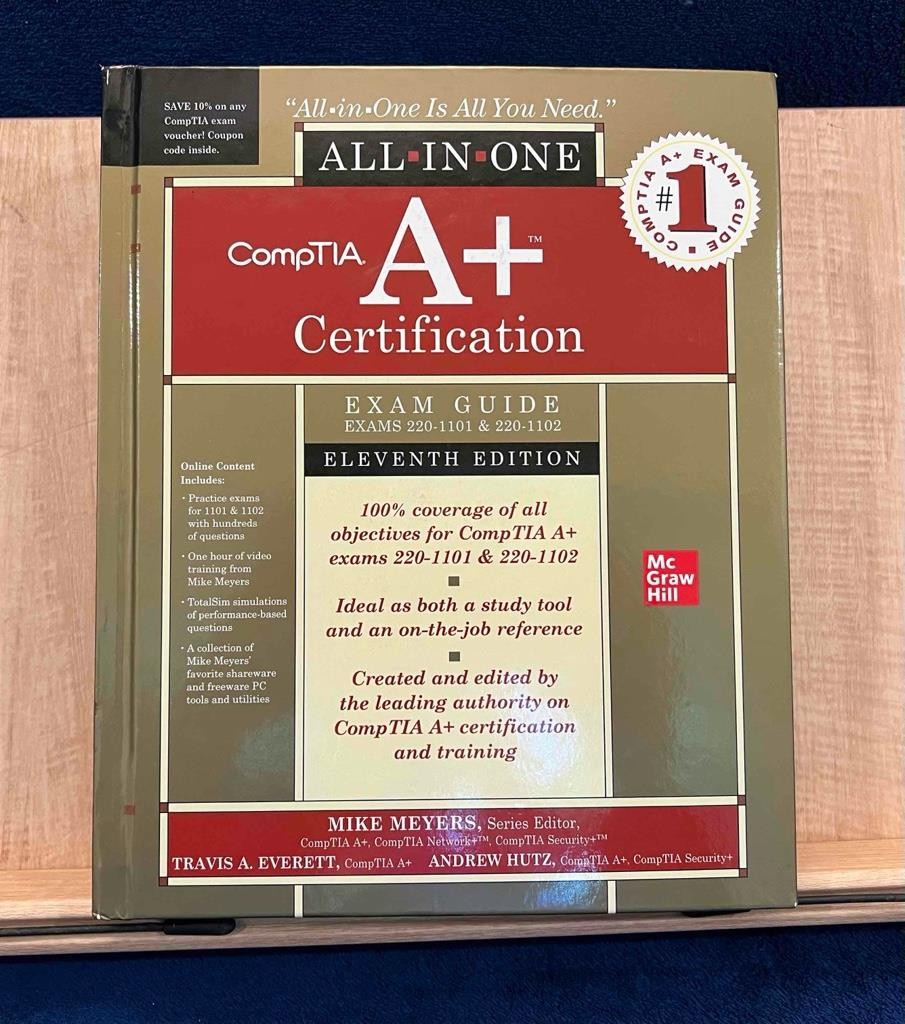 SAVE 10% on any
CompTIA exam
voucher! Coupon
code inside.
“All▪in▪One Is All You Need.”
ALL▪IN▪ONE
COMPTIA A+ EXAM GUIDE ▪
#1
CompTIA® A+™
Certification
EXAM GUIDE
EXAMS 220-1101 & 220-1102
ELEVENTH EDITION
Online Content
Includes:
• Practice exams
for 1101 & 1102
with hundreds
of questions
• One hour of video
training from
Mike Meyers
• TotalSim simulations
of performance-based
questions
• A collection of
Mike Meyers’
favorite shareware
and freeware PC
tools and utilities
100% coverage of all
objectives for CompTIA A+
exams 220-1101 & 220-1102
Ideal as both a study tool
and an on-the-job reference
Created and edited by
the leading authority on
CompTIA A+ certification
and training
Mc
Graw
Hill
MIKE MEYERS, Series Editor,
CompTIA A+, CompTIA Network+™, CompTIA Security+™
TRAVIS A. EVERETT, CompTIA A+ ANDREW HUTZ, CompTIA A+, CompTIA Security+